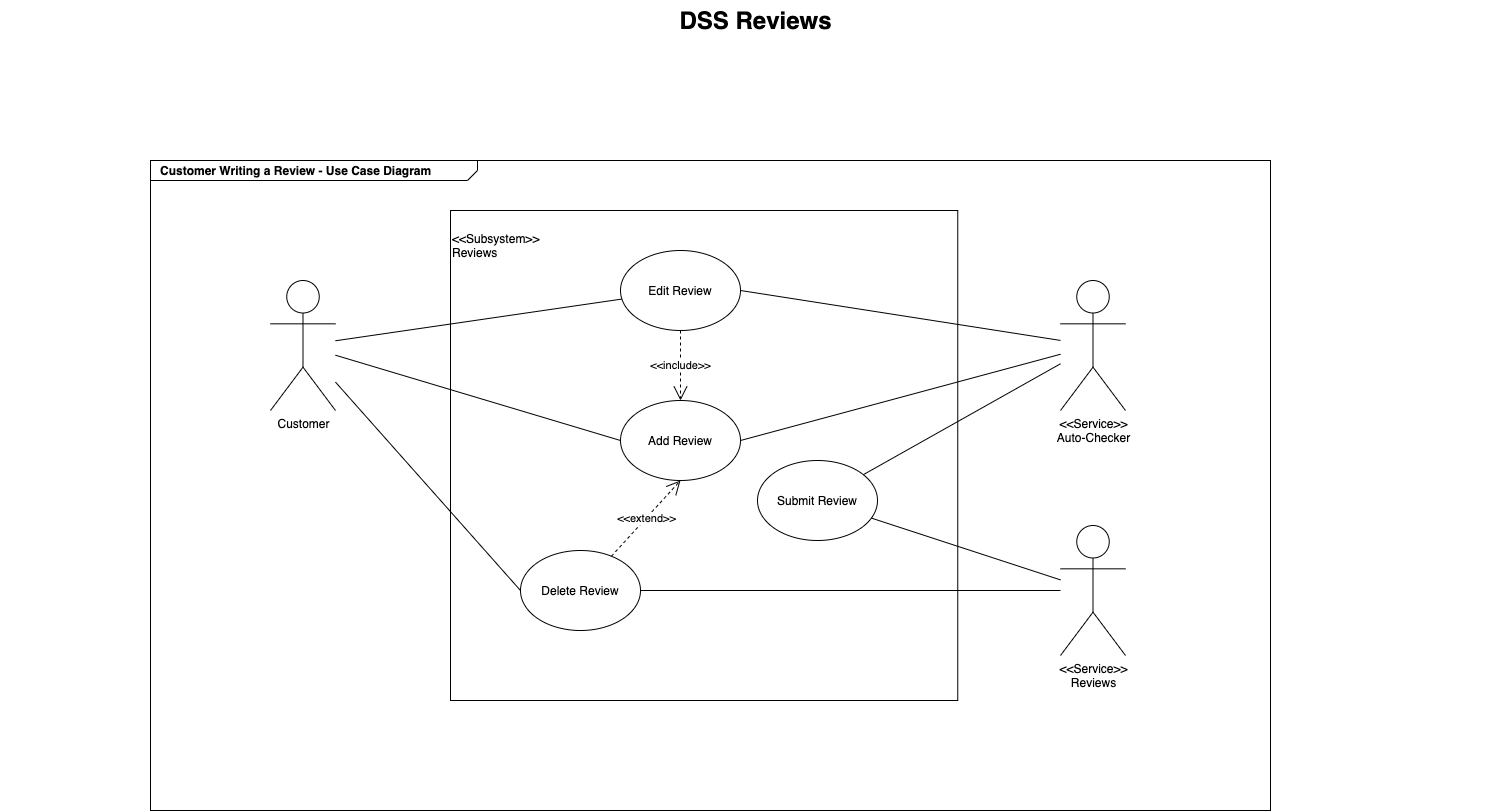 DSS Reviews
Customer Writing a Review - Use Case Diagram
<<Subsystem>>
Reviews
Edit Review
<<include>>
Customer
Add Review
<<Service>>
Auto-Checker
Submit Review
<<extend>>
Delete Review
<<Service>>
Reviews